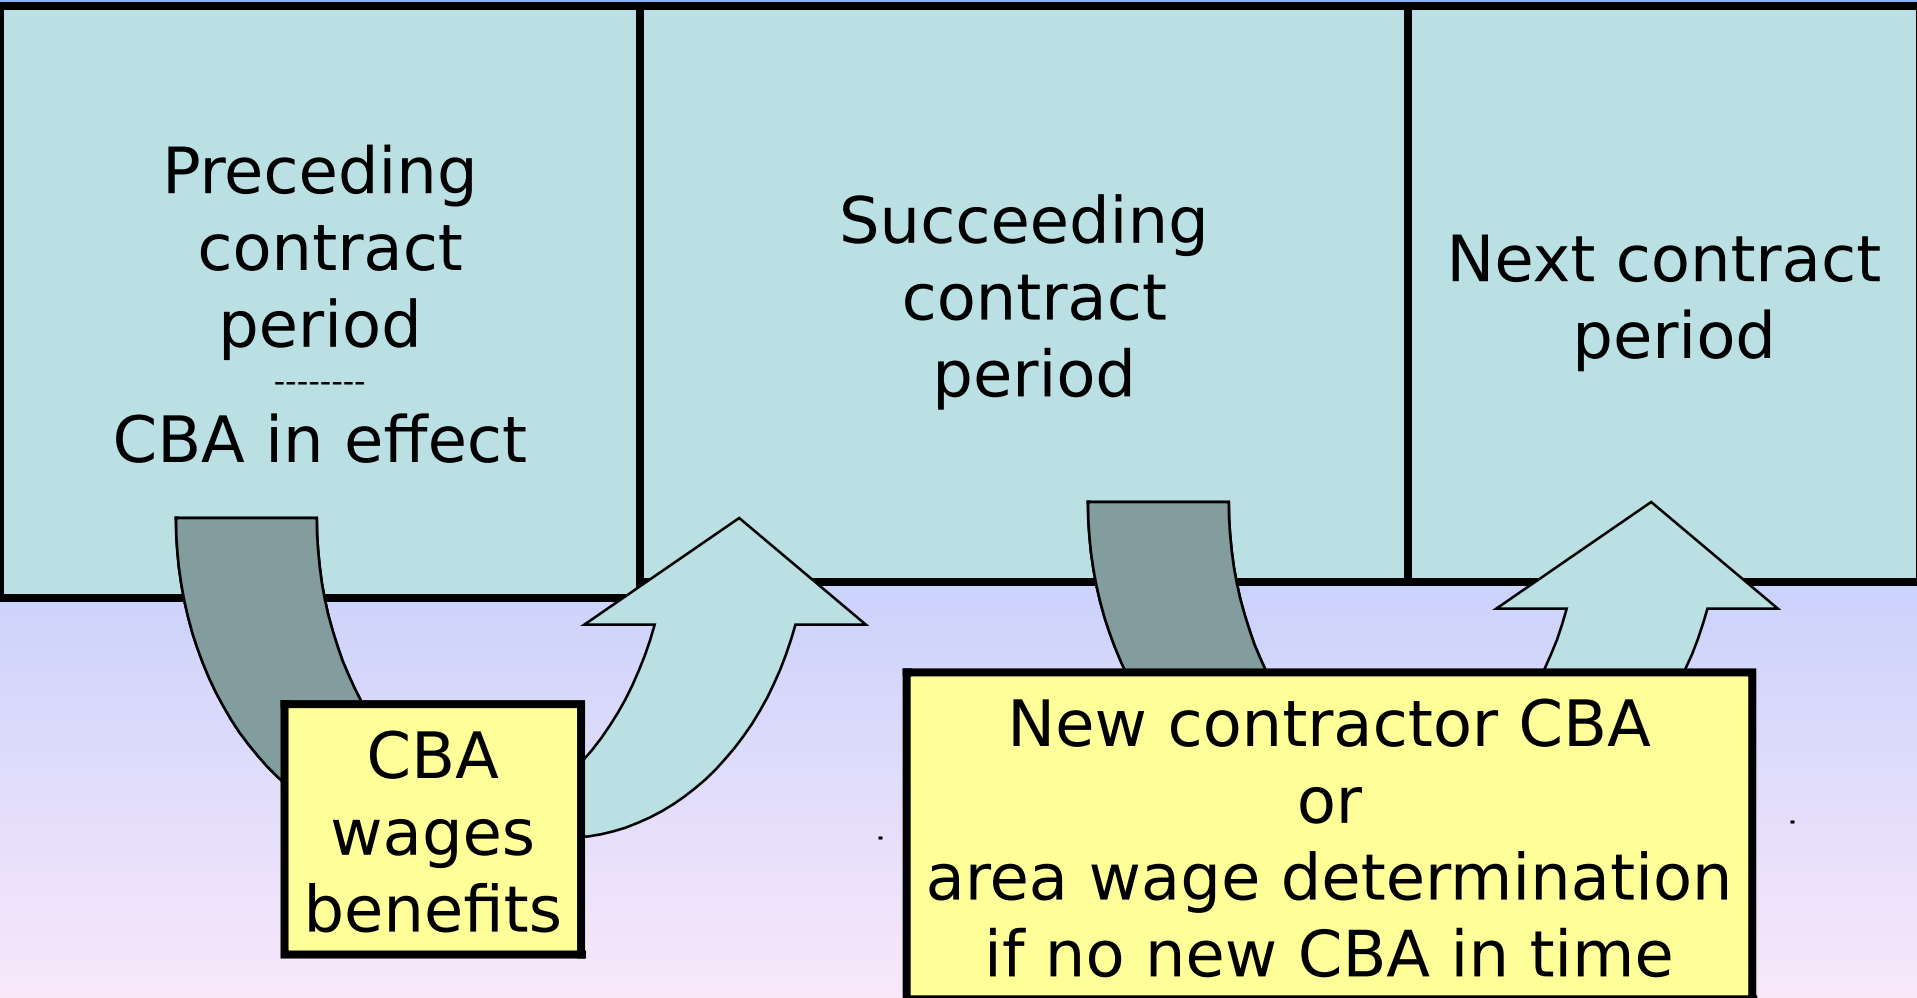 Preceding
contract
period
--------
CBA in effect
Succeeding
contract
period
Next contract
period
CBA
wages
benefits
New contractor CBA
or
area wage determination
if no new CBA in time